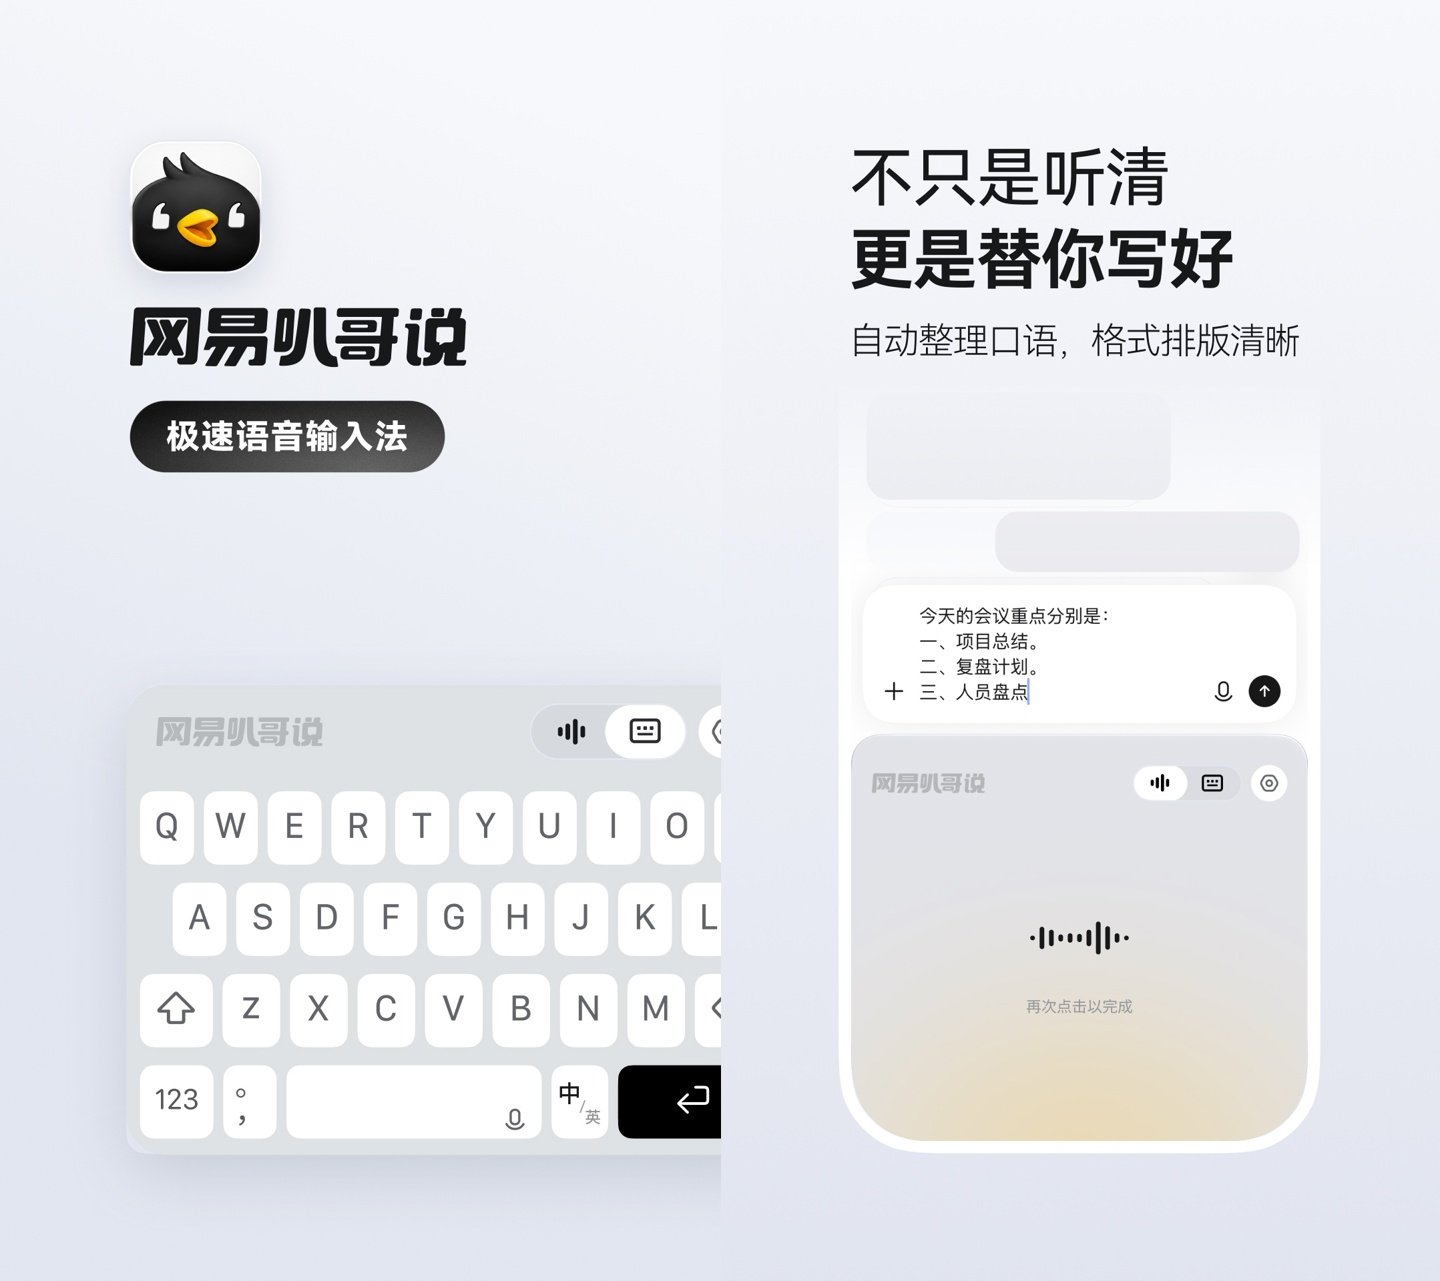 网易叭哥说
极速语音输入法
网易叭哥说
Q W E R T Y U I O
A S D F G H J K L
Z X C V B N M
123 。, 中/英
不只是听清
更是替你写好
自动整理口语，格式排版清晰
今天的会议重点分别是：
一、项目总结。
二、复盘计划。
三、人员盘点
网易叭哥说
再次点击以完成